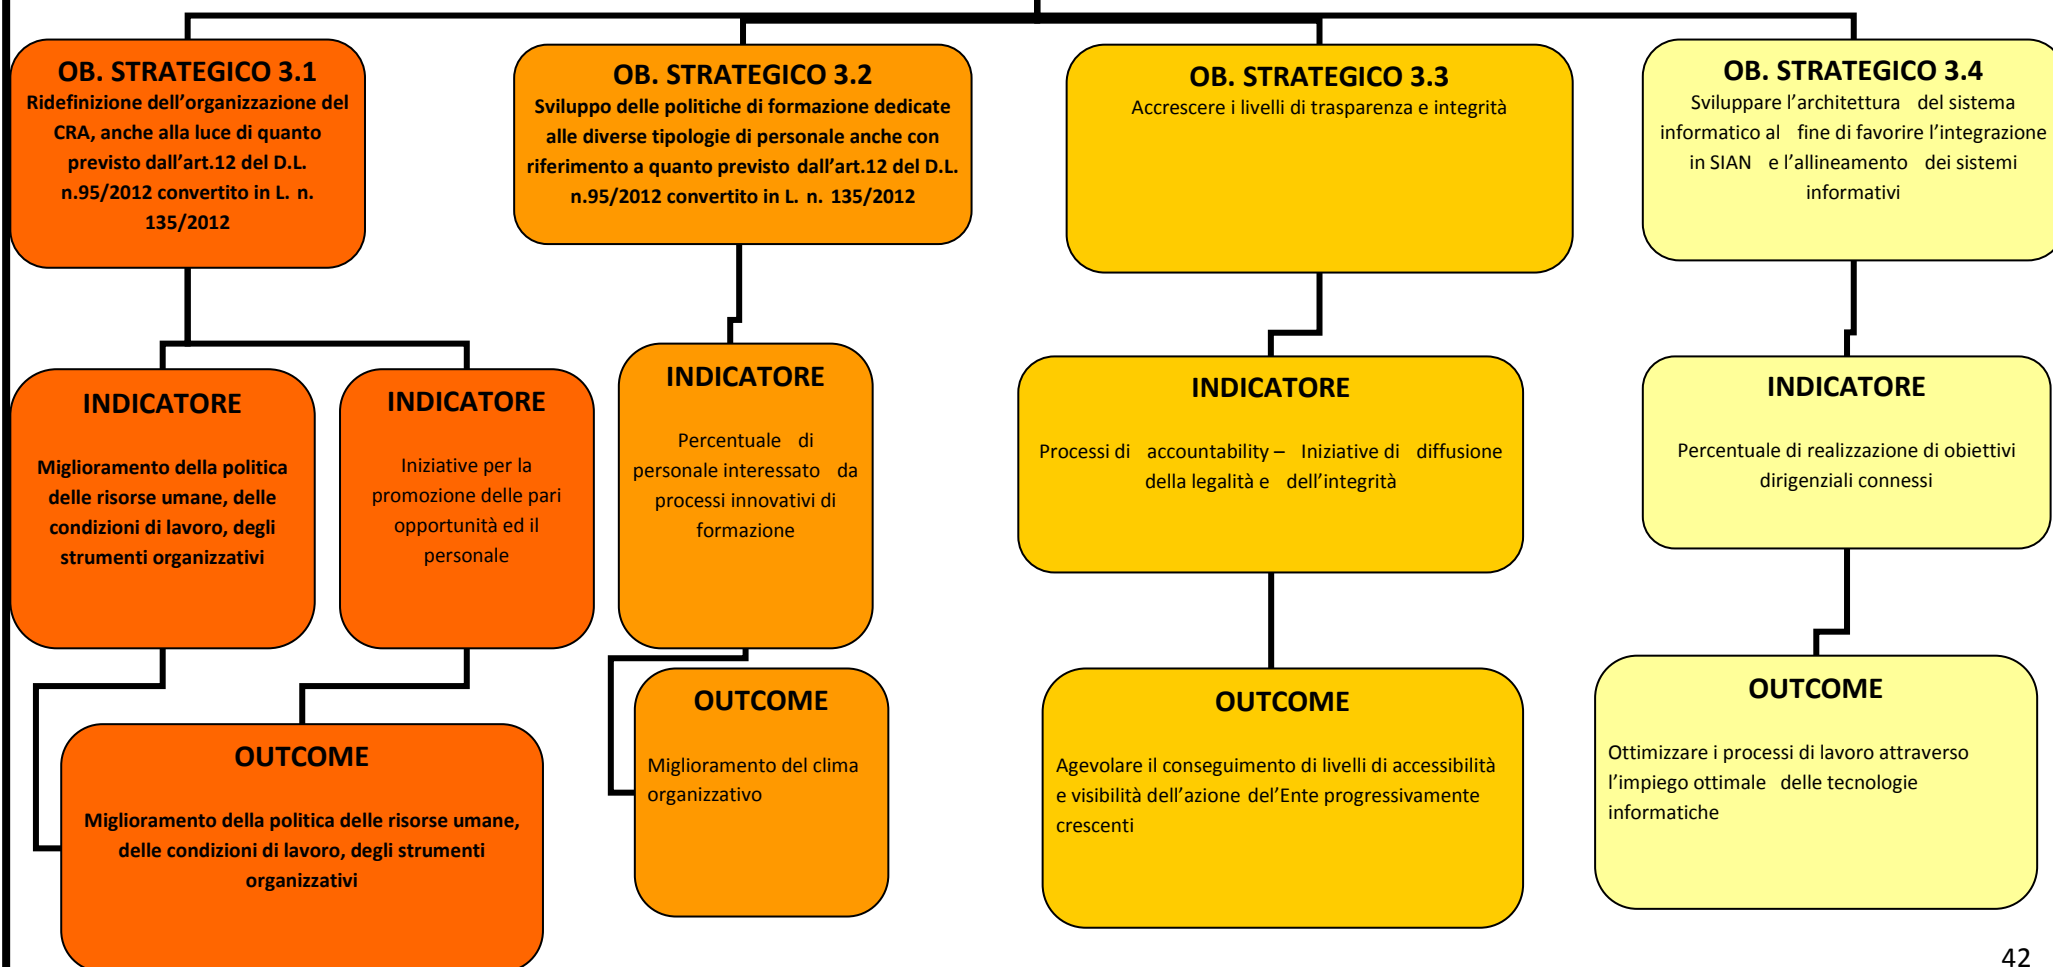 OB. STRATEGICO 3.1
Ridefinizione dell’organizzazione del
CRA, anche alla luce di quanto
previsto dall’art.12 del D.L.
n.95/2012 convertito in L. n.
135/2012
OB. STRATEGICO 3.2
Sviluppo delle politiche di formazione dedicate
alle diverse tipologie di personale anche con
riferimento a quanto previsto dall’art.12 del D.L.
n.95/2012 convertito in L. n. 135/2012
OB. STRATEGICO 3.3
Accrescere i livelli di trasparenza e integrità
OB. STRATEGICO 3.4
Sviluppare l’architettura del sistema
informatico al fine di favorire l’integrazione
in SIAN e l’allineamento dei sistemi
informativi
INDICATORE
Miglioramento della politica
delle risorse umane, delle
condizioni di lavoro, degli
strumenti organizzativi
INDICATORE
Iniziative per la
promozione delle pari
opportunità ed il
personale
INDICATORE
Percentuale di
personale interessato da
processi innovativi di
formazione
INDICATORE
Processi di accountability – Iniziative di diffusione
della legalità e dell’integrità
INDICATORE
Percentuale di realizzazione di obiettivi
dirigenziali connessi
OUTCOME
Miglioramento della politica delle risorse umane,
delle condizioni di lavoro, degli strumenti
organizzativi
OUTCOME
Miglioramento del clima
organizzativo
OUTCOME
Agevolare il conseguimento di livelli di accessibilità
e visibilità dell’azione del’Ente progressivamente
crescenti
OUTCOME
Ottimizzare i processi di lavoro attraverso
l’impiego ottimale delle tecnologie
informatiche
42